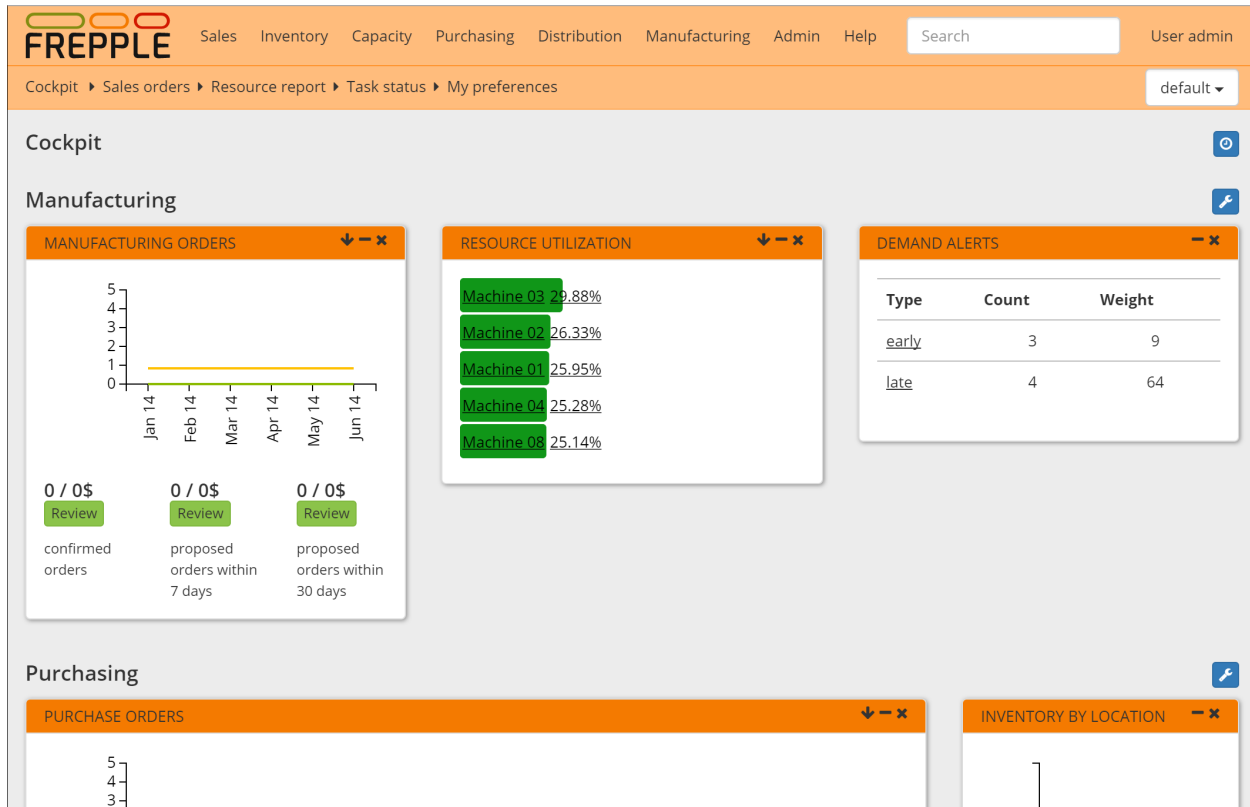 FREPPLE
Sales Inventory Capacity Purchasing Distribution Manufacturing Admin Help Search User admin
Cockpit Sales orders Resource report Task status My preferences default
Cockpit
Manufacturing
MANUFACTURING ORDERS
5
4
3
2
1
0
Jan 14 Feb 14 Mar 14 Apr 14 May 14 Jun 14
0 / 0$ 0 / 0$ 0 / 0$
Review Review Review
confirmed orders
proposed orders within 7 days
proposed orders within 30 days
RESOURCE UTILIZATION
Machine 03 29.88%
Machine 02 26.33%
Machine 01 25.95%
Machine 04 25.28%
Machine 08 25.14%
DEMAND ALERTS
Type Count Weight
early 3 9
late 4 64
Purchasing
PURCHASE ORDERS
5
4
3
INVENTORY BY LOCATION